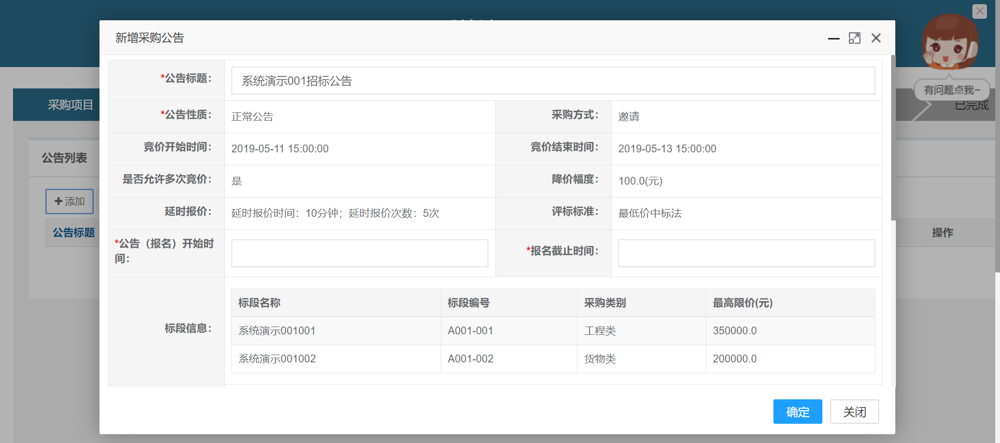 新增采购公告
有问题点我~
采购项目
已完成
公告列表
添加
公告标题
操作
*公告标题：
系统演示001招标公告
*公告性质：
正常公告
采购方式：
邀请
竞价开始时间：
2019-05-11 15:00:00
竞价结束时间：
2019-05-13 15:00:00
是否允许多次竞价：
是
降价幅度：
100.0(元)
延时报价：
延时报价时间：10分钟；延时报价次数：5次
评标标准：
最低价中标法
*公告（报名）开始时
间：
*报名截止时间：
标段信息：
标段名称
标段编号
采购类别
最高限价(元)
系统演示001001
A001-001
工程类
350000.0
系统演示001002
A001-002
货物类
200000.0
确定
关闭